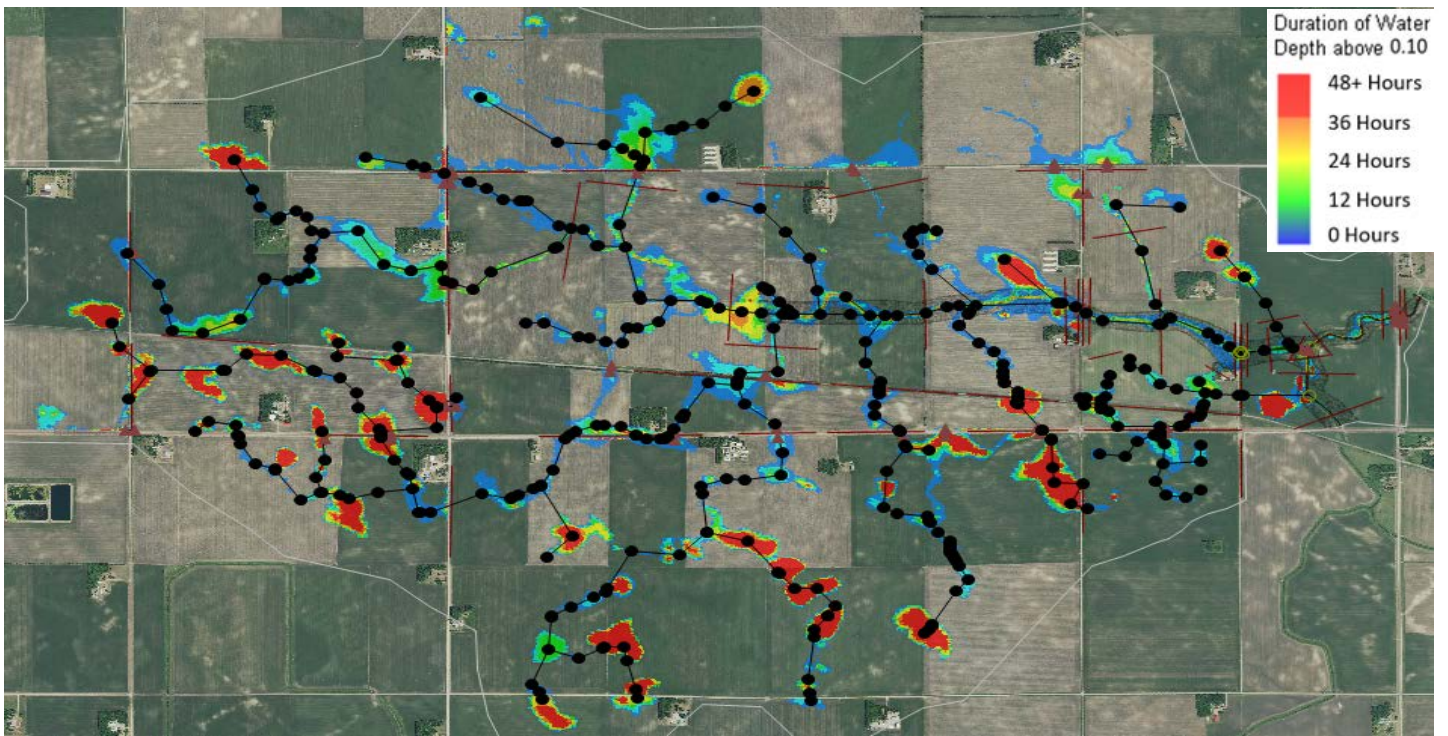 Duration of Water
Depth above 0.10
48+ Hours
36 Hours
24 Hours
12 Hours
0 Hours